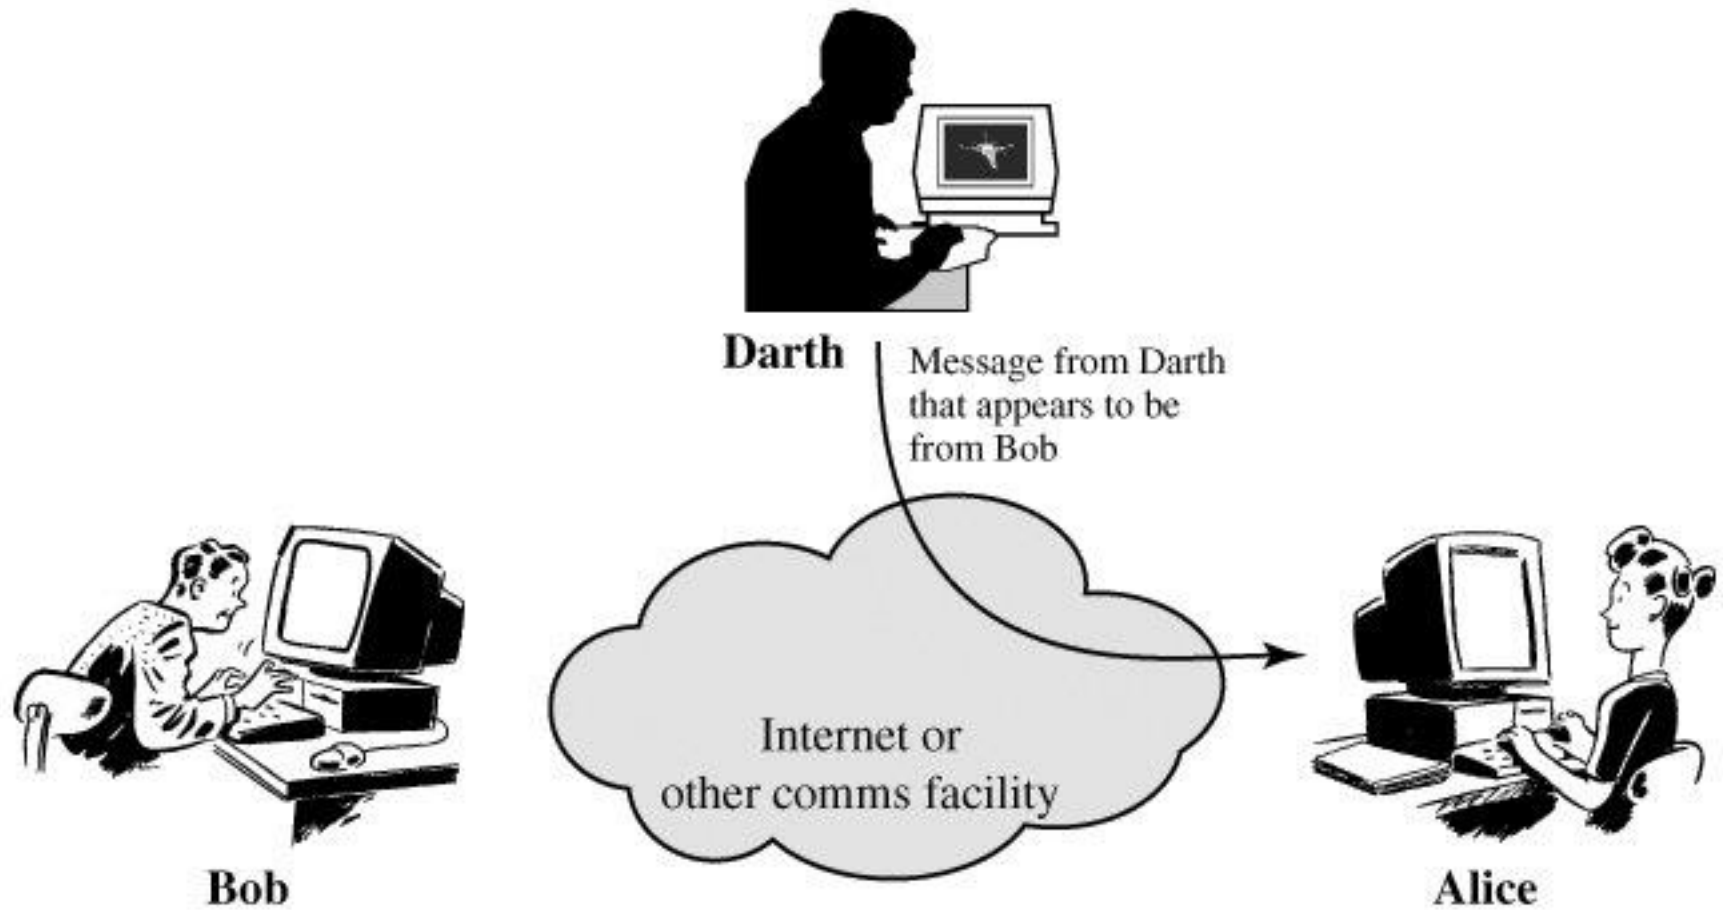 Darth
Message from Darth
that appears to be
from Bob
Internet or
other comms facility
Bob
Alice